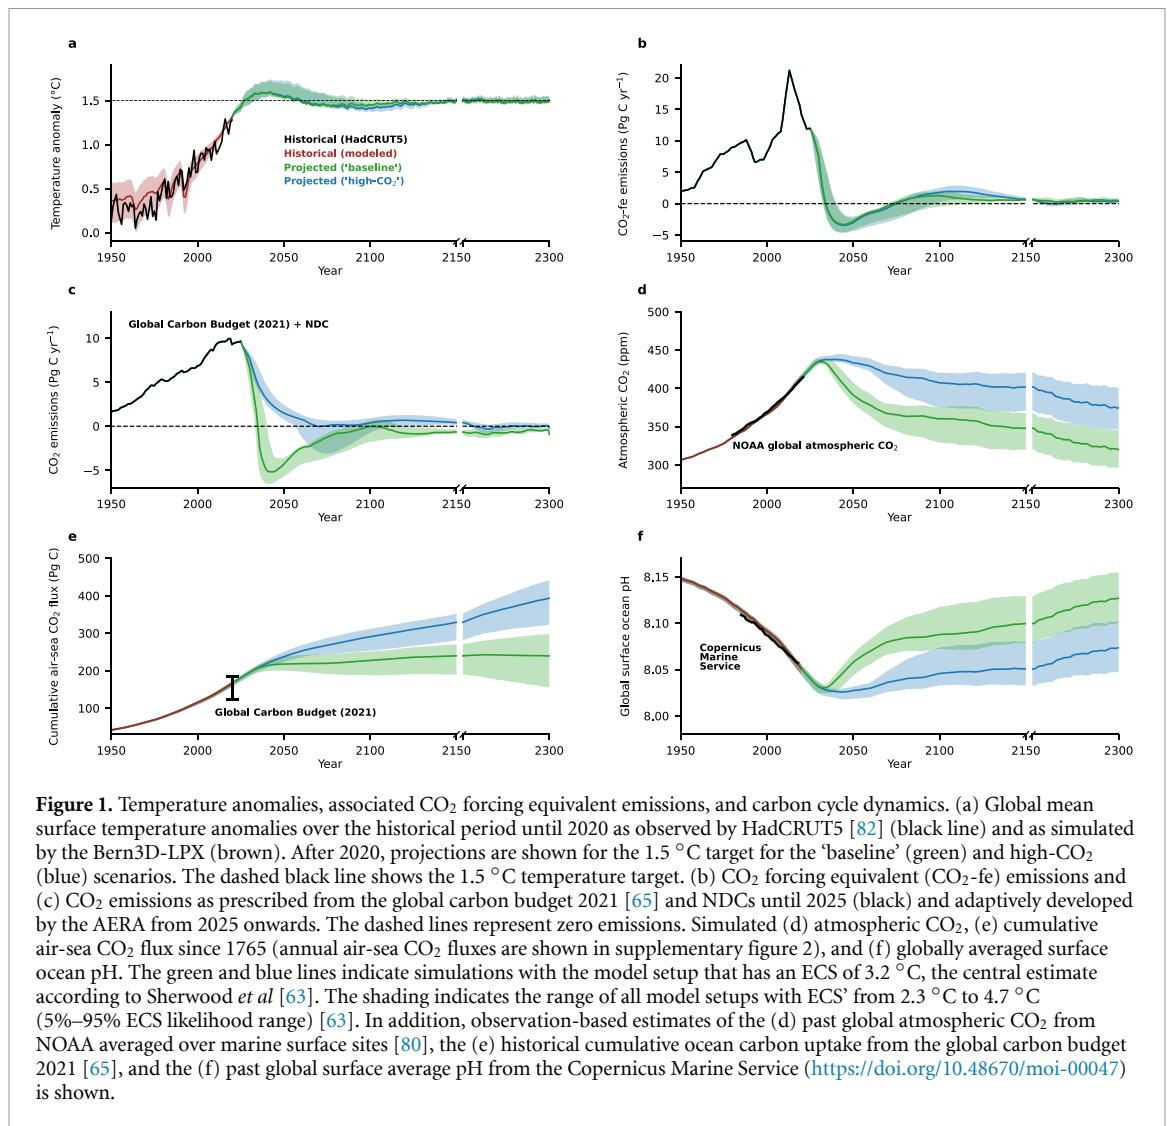 a
Temperature anomaly (°C)
1.5
1.0
0.5
0.0
Historical (HadCRUT5)
Historical (modeled)
Projected ('baseline')
Projected ('high-CO₂')
1950 2000 2050 2100 2150 2300
Year
b
CO₂-fe emissions (Pg C yr⁻¹)
20
15
10
5
0
−5
1950 2000 2050 2100 2150 2300
Year
c
CO₂ emissions (Pg C yr⁻¹)
Global Carbon Budget (2021) + NDC
10
5
0
−5
1950 2000 2050 2100 2150 2300
Year
d
Atmospheric CO₂ (ppm)
500
450
400
350
300
NOAA global atmospheric CO₂
1950 2000 2050 2100 2150 2300
Year
e
Cumulative air-sea CO₂ flux (Pg C)
500
400
300
200
100
Global Carbon Budget (2021)
1950 2000 2050 2100 2150 2300
Year
f
Global surface ocean pH
8.15
8.10
8.05
8.00
Copernicus
Marine
Service
1950 2000 2050 2100 2150 2300
Year
Figure 1. Temperature anomalies, associated CO₂ forcing equivalent emissions, and carbon cycle dynamics. (a) Global mean
surface temperature anomalies over the historical period until 2020 as observed by HadCRUT5 [82] (black line) and as simulated
by the Bern3D-LPX (brown). After 2020, projections are shown for the 1.5 °C target for the ‘baseline’ (green) and high-CO₂
(blue) scenarios. The dashed black line shows the 1.5 °C temperature target. (b) CO₂ forcing equivalent (CO₂-fe) emissions and
(c) CO₂ emissions as prescribed from the global carbon budget 2021 [65] and NDCs until 2025 (black) and adaptively developed
by the AERA from 2025 onwards. The dashed lines represent zero emissions. Simulated (d) atmospheric CO₂, (e) cumulative
air-sea CO₂ flux since 1765 (annual air-sea CO₂ fluxes are shown in supplementary figure 2), and (f) globally averaged surface
ocean pH. The green and blue lines indicate simulations with the model setup that has an ECS of 3.2 °C, the central estimate
according to Sherwood et al [63]. The shading indicates the range of all model setups with ECS’ from 2.3 °C to 4.7 °C
(5%–95% ECS likelihood range) [63]. In addition, observation-based estimates of the (d) past global atmospheric CO₂ from
NOAA averaged over marine surface sites [80], the (e) historical cumulative ocean carbon uptake from the global carbon budget
2021 [65], and the (f) past global surface average pH from the Copernicus Marine Service (https://doi.org/10.48670/moi-00047)
is shown.